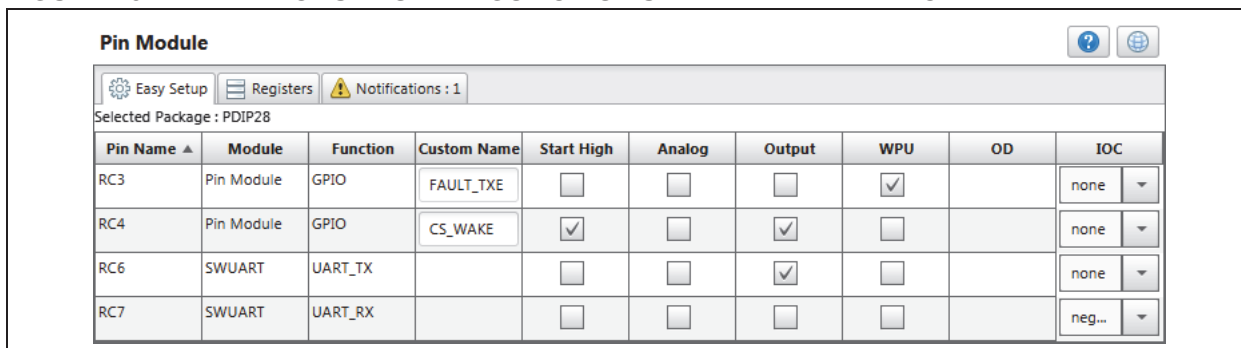 Pin Module
Easy Setup Registers Notifications : 1
Selected Package : PDIP28
Pin Name Module Function Custom Name Start High Analog Output WPU OD IOC
RC3 Pin Module GPIO FAULT_TXE none
RC4 Pin Module GPIO CS_WAKE none
RC6 SWUART UART_TX none
RC7 SWUART UART_RX neg...